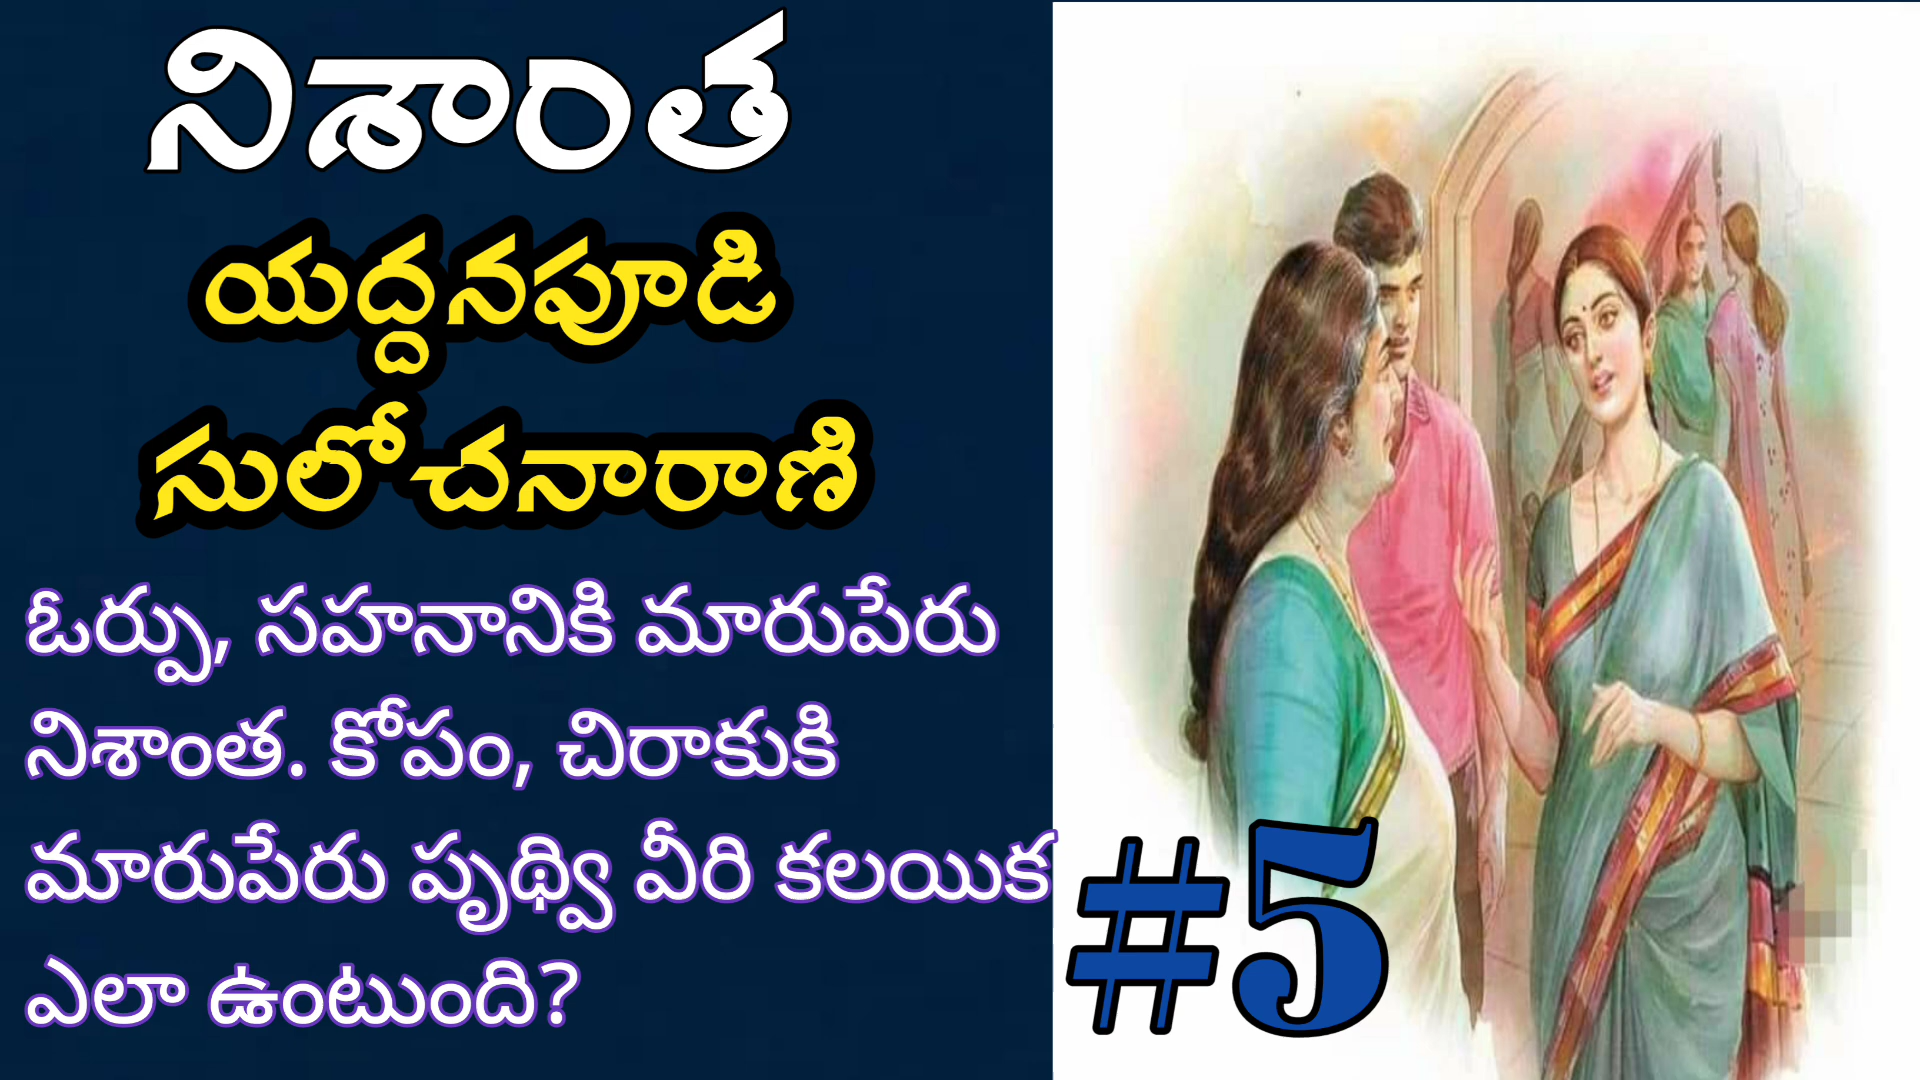 నిశాంత
యద్దనపూడి
సులోచనారాణి
ఓర్పు, సహనానికి మారుపేరు
నిశాంత. కోపం, చిరాకుకి
మారుపేరు పృథ్వి వీరి కలయిక
ఎలా ఉంటుంది?
#5